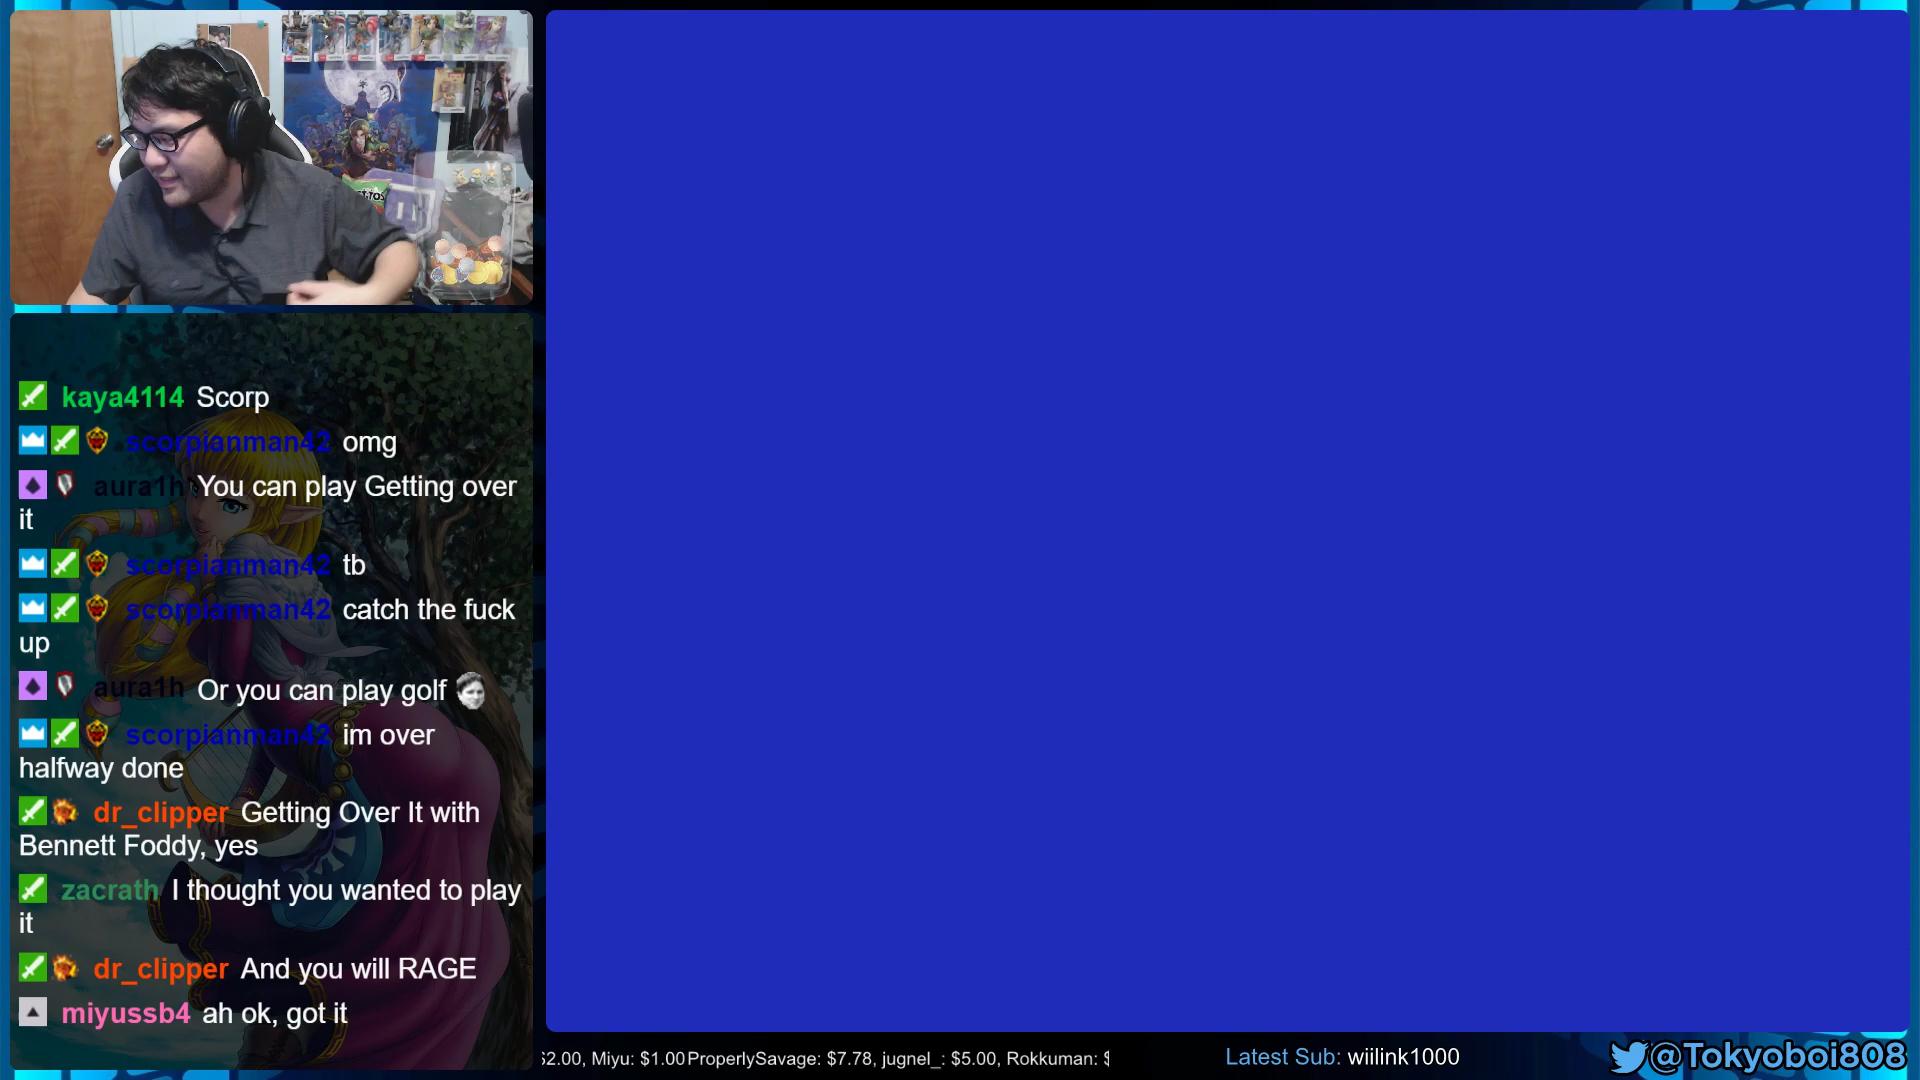 kaya4114 Scorp
scorpianman42 omg
aura1h You can play Getting over
it
scorpianman42 tb
scorpianman42 catch the fuck
up
aura1h Or you can play golf
scorpianman42 im over
halfway done
dr_clipper Getting Over It with
Bennett Foddy, yes
zacrath I thought you wanted to play
it
dr_clipper And you will RAGE
miyussb4 ah ok, got it
$2.00, Miyu: $1.00ProperlySavage: $7.78, jugnel_: $5.00, Rokkuman: $
Latest Sub: wiilink1000
@Tokyoboi808